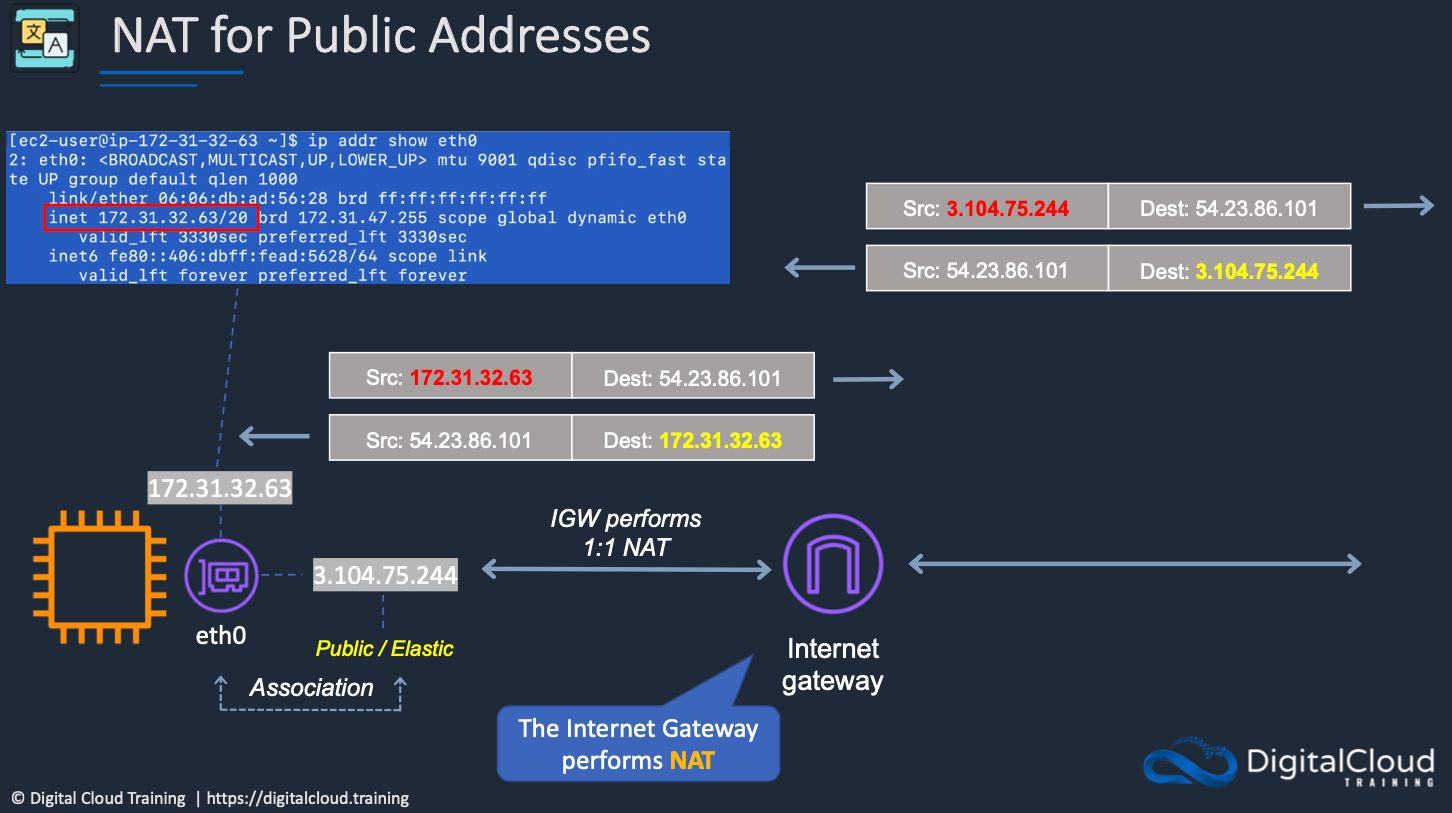 文
A
NAT for Public Addresses
[ec2-user@ip-172-31-32-63 ~]$ ip addr show eth0
2: eth0: <BROADCAST,MULTICAST,UP,LOWER_UP> mtu 9001 qdisc pfifo_fast sta
te UP group default qlen 1000
link/ether 06:06:db:ad:56:28 brd ff:ff:ff:ff:ff:ff
inet 172.31.32.63/20 brd 172.31.47.255 scope global dynamic eth0
valid_lft 3330sec preferred_lft 3330sec
inet6 fe80::406:dbff:fead:5628/64 scope link
valid_lft forever preferred_lft forever
Src: 3.104.75.244 Dest: 54.23.86.101
Src: 54.23.86.101 Dest: 3.104.75.244
Src: 172.31.32.63 Dest: 54.23.86.101
Src: 54.23.86.101 Dest: 172.31.32.63
172.31.32.63
eth0
3.104.75.244
Public / Elastic
Association
IGW performs
1:1 NAT
Internet
gateway
The Internet Gateway
performs NAT
DigitalCloud
TRAINING
© Digital Cloud Training | https://digitalcloud.training